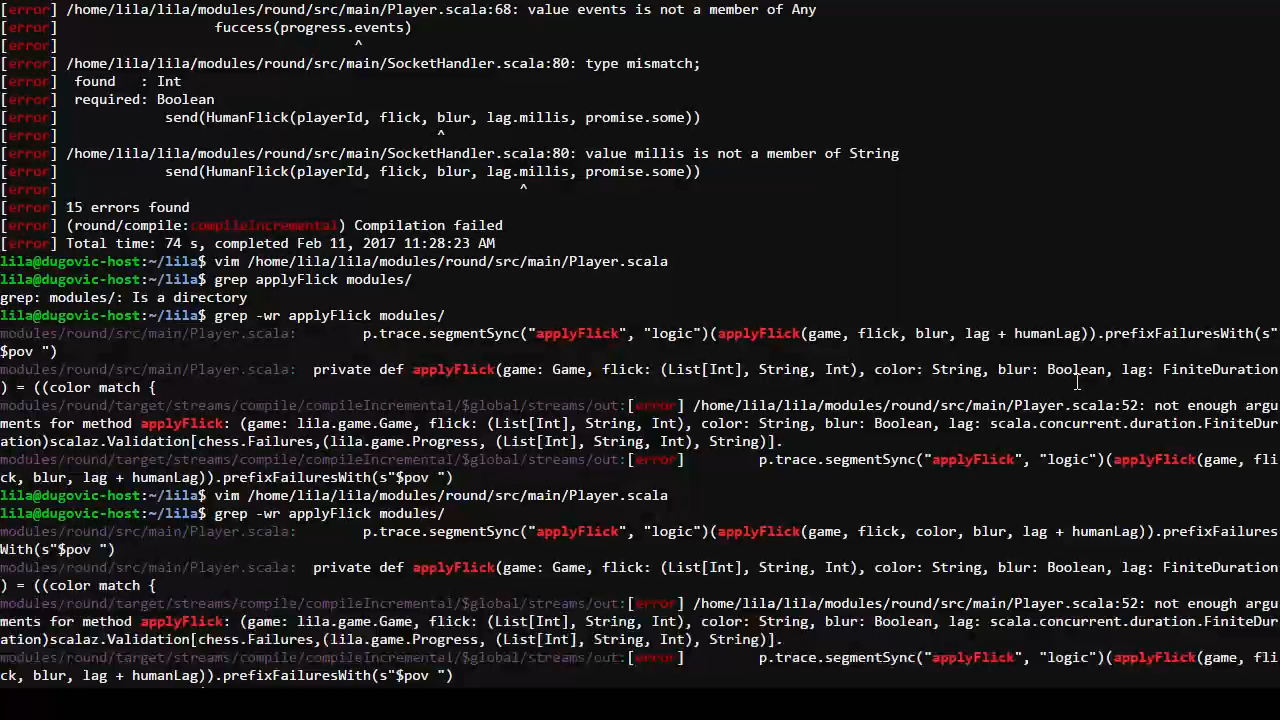 [error] /home/lila/lila/modules/round/src/main/Player.scala:68: value events is not a member of Any
[error]                     fuccess(progress.events)
[error]                                      ^
[error] /home/lila/lila/modules/round/src/main/SocketHandler.scala:80: type mismatch;
[error]  found   : Int
[error]  required: Boolean
[error]             send(HumanFlick(playerId, flick, blur, lag.millis, promise.some))
[error]                                              ^
[error] /home/lila/lila/modules/round/src/main/SocketHandler.scala:80: value millis is not a member of String
[error]             send(HumanFlick(playerId, flick, blur, lag.millis, promise.some))
[error]                                                        ^
[error] 15 errors found
[error] (round/compile:compileIncremental) Compilation failed
[error] Total time: 74 s, completed Feb 11, 2017 11:28:23 AM
lila@dugovic-host:~/lila$ vim /home/lila/lila/modules/round/src/main/Player.scala
lila@dugovic-host:~/lila$ grep applyFlick modules/
grep: modules/: Is a directory
lila@dugovic-host:~/lila$ grep -wr applyFlick modules/
modules/round/src/main/Player.scala:        p.trace.segmentSync("applyFlick", "logic")(applyFlick(game, flick, blur, lag + humanLag)).prefixFailuresWith(s"
$pov ")
modules/round/src/main/Player.scala:  private def applyFlick(game: Game, flick: (List[Int], String, Int), color: String, blur: Boolean, lag: FiniteDuration
) = ((color match {
modules/round/target/streams/compile/compileIncremental/$global/streams/out:[error] /home/lila/lila/modules/round/src/main/Player.scala:52: not enough argu
ments for method applyFlick: (game: lila.game.Game, flick: (List[Int], String, Int), color: String, blur: Boolean, lag: scala.concurrent.duration.FiniteDur
ation)scalaz.Validation[chess.Failures,(lila.game.Progress, (List[Int], String, Int), String)].
modules/round/target/streams/compile/compileIncremental/$global/streams/out:[error]         p.trace.segmentSync("applyFlick", "logic")(applyFlick(game, fli
ck, blur, lag + humanLag)).prefixFailuresWith(s"$pov ")
lila@dugovic-host:~/lila$ vim /home/lila/lila/modules/round/src/main/Player.scala
lila@dugovic-host:~/lila$ grep -wr applyFlick modules/
modules/round/src/main/Player.scala:        p.trace.segmentSync("applyFlick", "logic")(applyFlick(game, flick, color, blur, lag + humanLag)).prefixFailures
With(s"$pov ")
modules/round/src/main/Player.scala:  private def applyFlick(game: Game, flick: (List[Int], String, Int), color: String, blur: Boolean, lag: FiniteDuration
) = ((color match {
modules/round/target/streams/compile/compileIncremental/$global/streams/out:[error] /home/lila/lila/modules/round/src/main/Player.scala:52: not enough argu
ments for method applyFlick: (game: lila.game.Game, flick: (List[Int], String, Int), color: String, blur: Boolean, lag: scala.concurrent.duration.FiniteDur
ation)scalaz.Validation[chess.Failures,(lila.game.Progress, (List[Int], String, Int), String)].
modules/round/target/streams/compile/compileIncremental/$global/streams/out:[error]         p.trace.segmentSync("applyFlick", "logic")(applyFlick(game, fli
ck, blur, lag + humanLag)).prefixFailuresWith(s"$pov ")